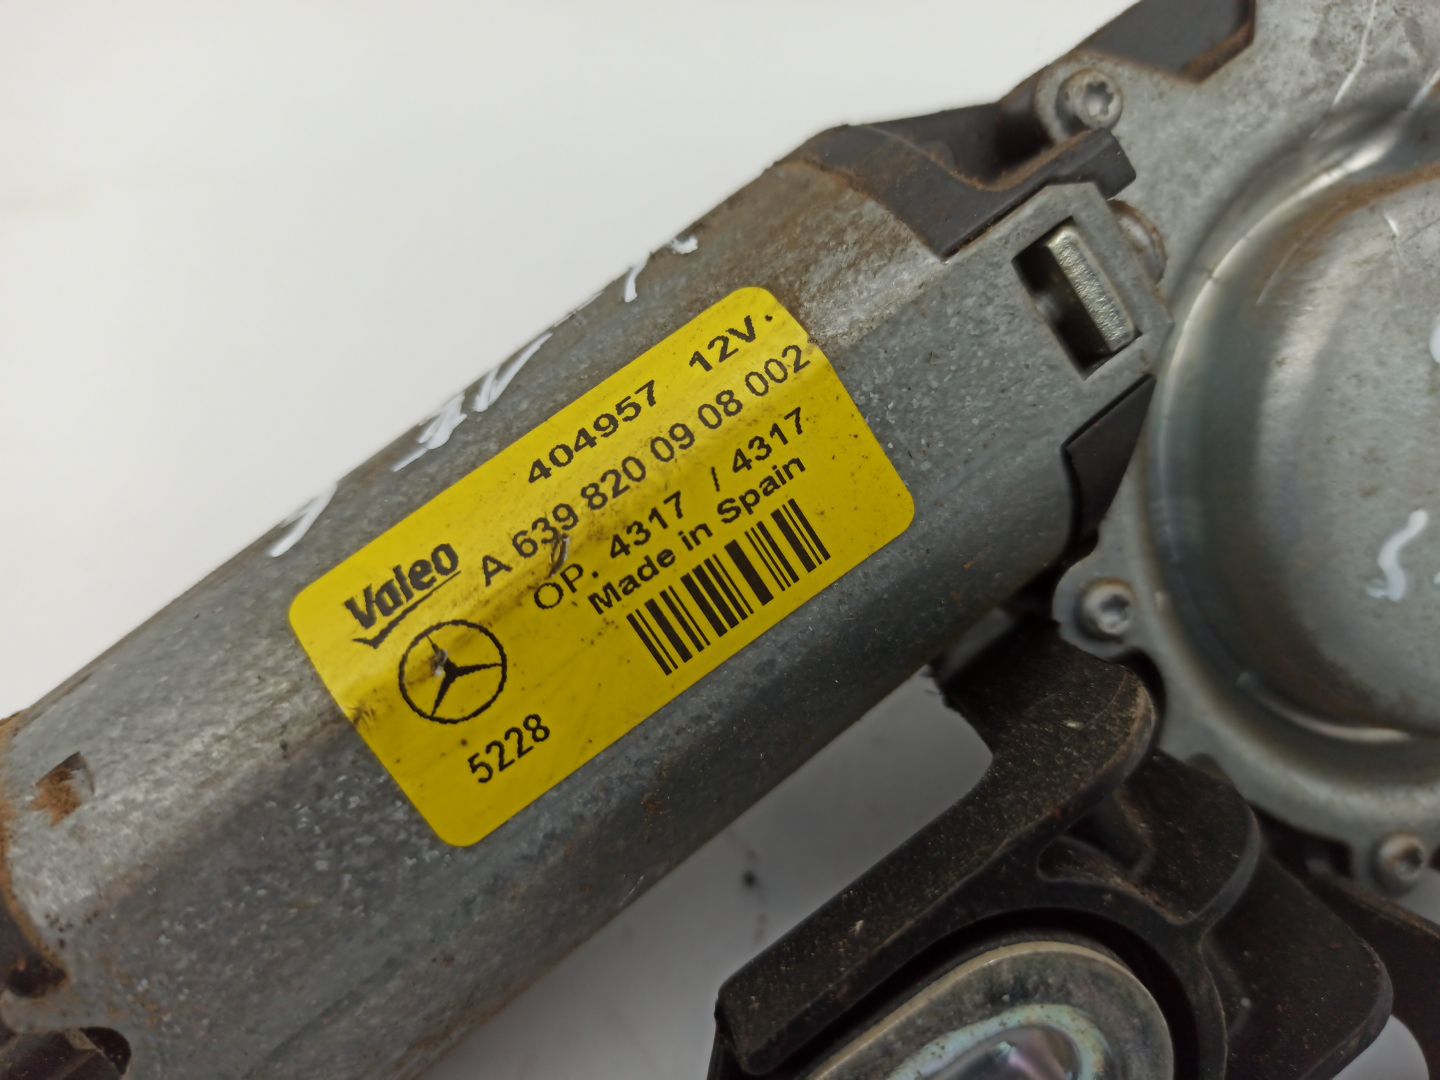 404957 12V.
Valeo A 639 820 09 08 002
OP. 4317 / 4317
Made in Spain
5228